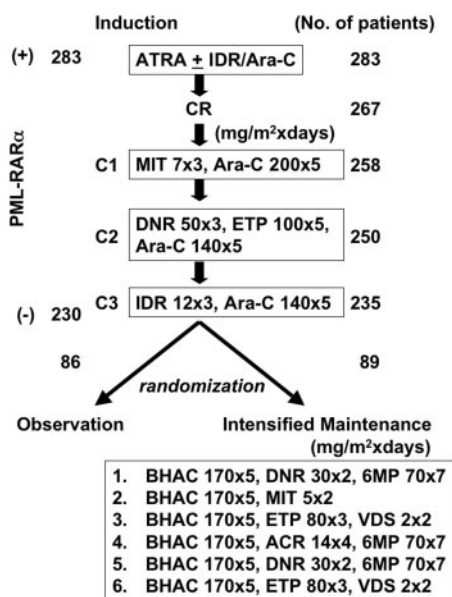 Induction (No. of patients)
(+) 283 ATRA ± IDR/Ara-C 283
CR 267
(mg/m²xdays)
PML-RARα
C1 MIT 7x3, Ara-C 200x5 258
C2 DNR 50x3, ETP 100x5, 250
Ara-C 140x5
(-) 230 C3 IDR 12x3, Ara-C 140x5 235
86 89
randomization
Observation Intensified Maintenance
(mg/m²xdays)
1. BHAC 170x5, DNR 30x2, 6MP 70x7
2. BHAC 170x5, MIT 5x2
3. BHAC 170x5, ETP 80x3, VDS 2x2
4. BHAC 170x5, ACR 14x4, 6MP 70x7
5. BHAC 170x5, DNR 30x2, 6MP 70x7
6. BHAC 170x5, ETP 80x3, VDS 2x2